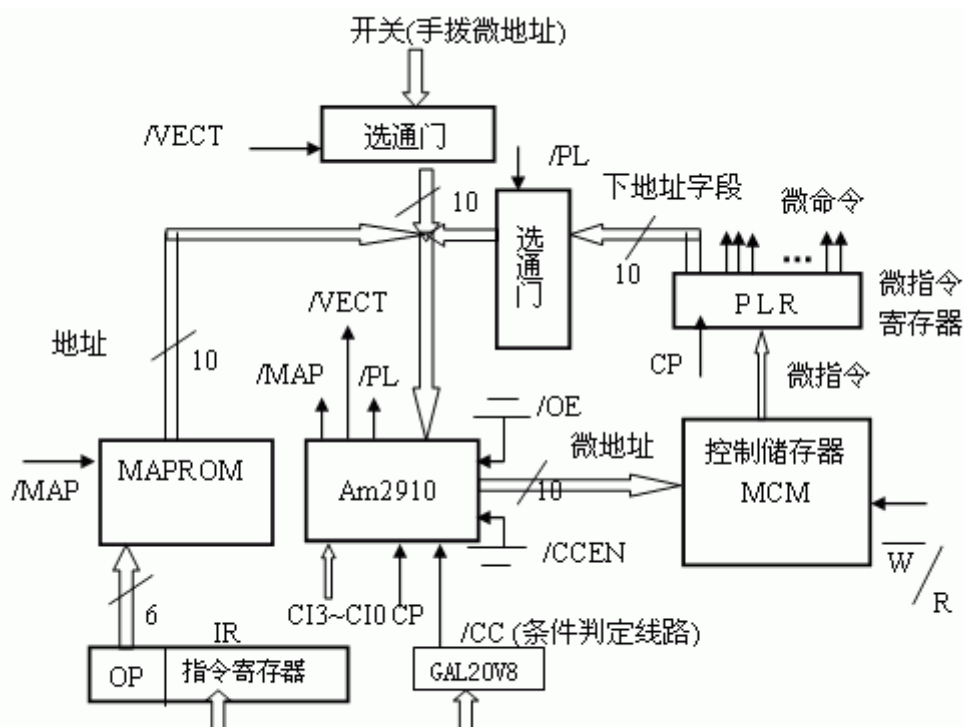 开关(手拨微地址)
/VECT
选通门
/PL
10
下地址字段
微命令
选通门
10
...
PLR
微指令
寄存器
/VECT
地址
10
/MAP
/PL
CP
微指令
/OE
微地址
控制储存器
MCM
MAPROM
/MAP
Am2910
10
/CCEN
W
/
R
6
CI3~CI0 CP
IR
/CC (条件判定线路)
OP
指令寄存器
GAL20V8